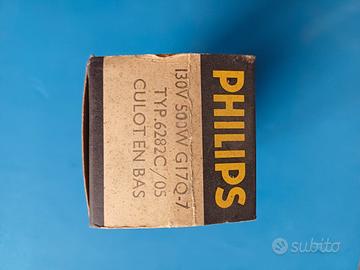 PHILIPS
130V 500W G17Q-7
TYP.6282C/05
CULOT EN BAS
subito